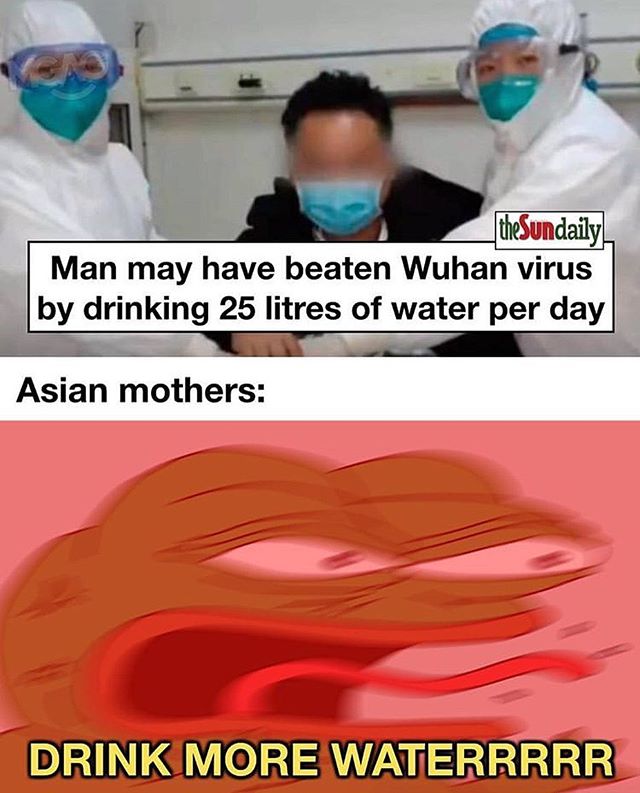 MGAG
theSundaily
Man may have beaten Wuhan virus
by drinking 25 litres of water per day
Asian mothers:
DRINK MORE WATERRRRR